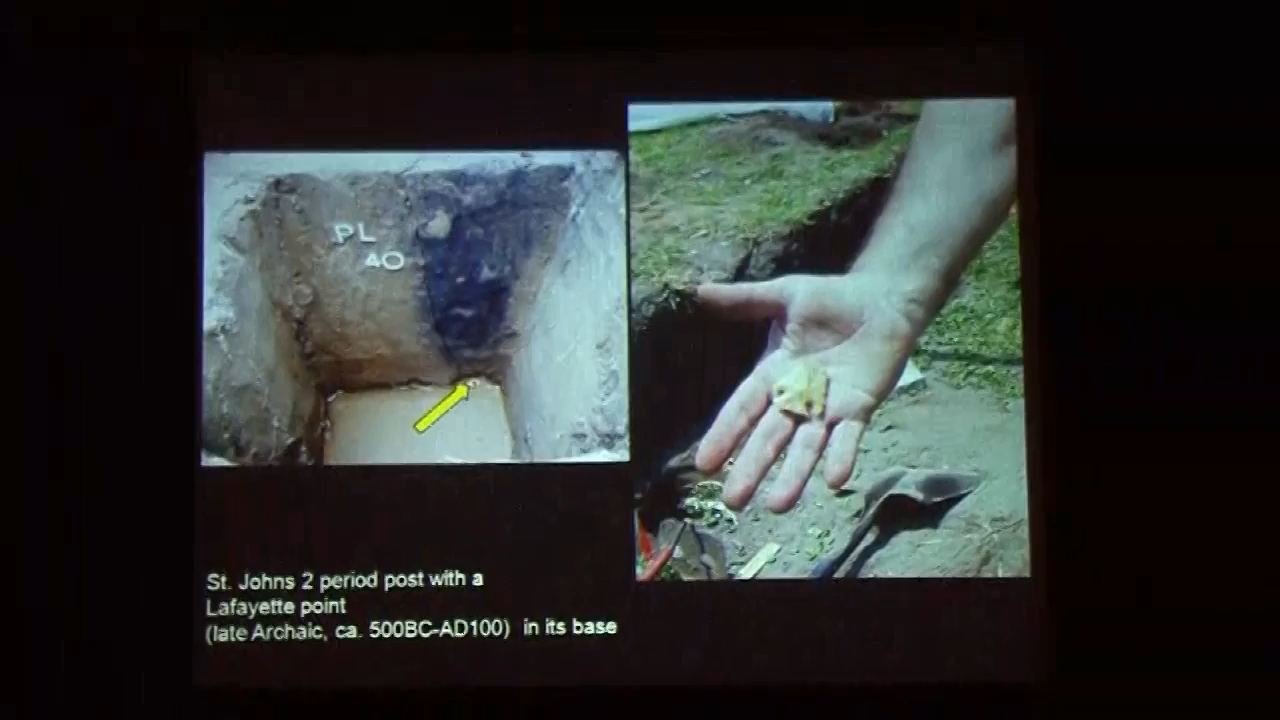 PL
40
St. Johns 2 period post with a
Lafayette point
(late Archaic, ca. 500BC-AD100) in its base